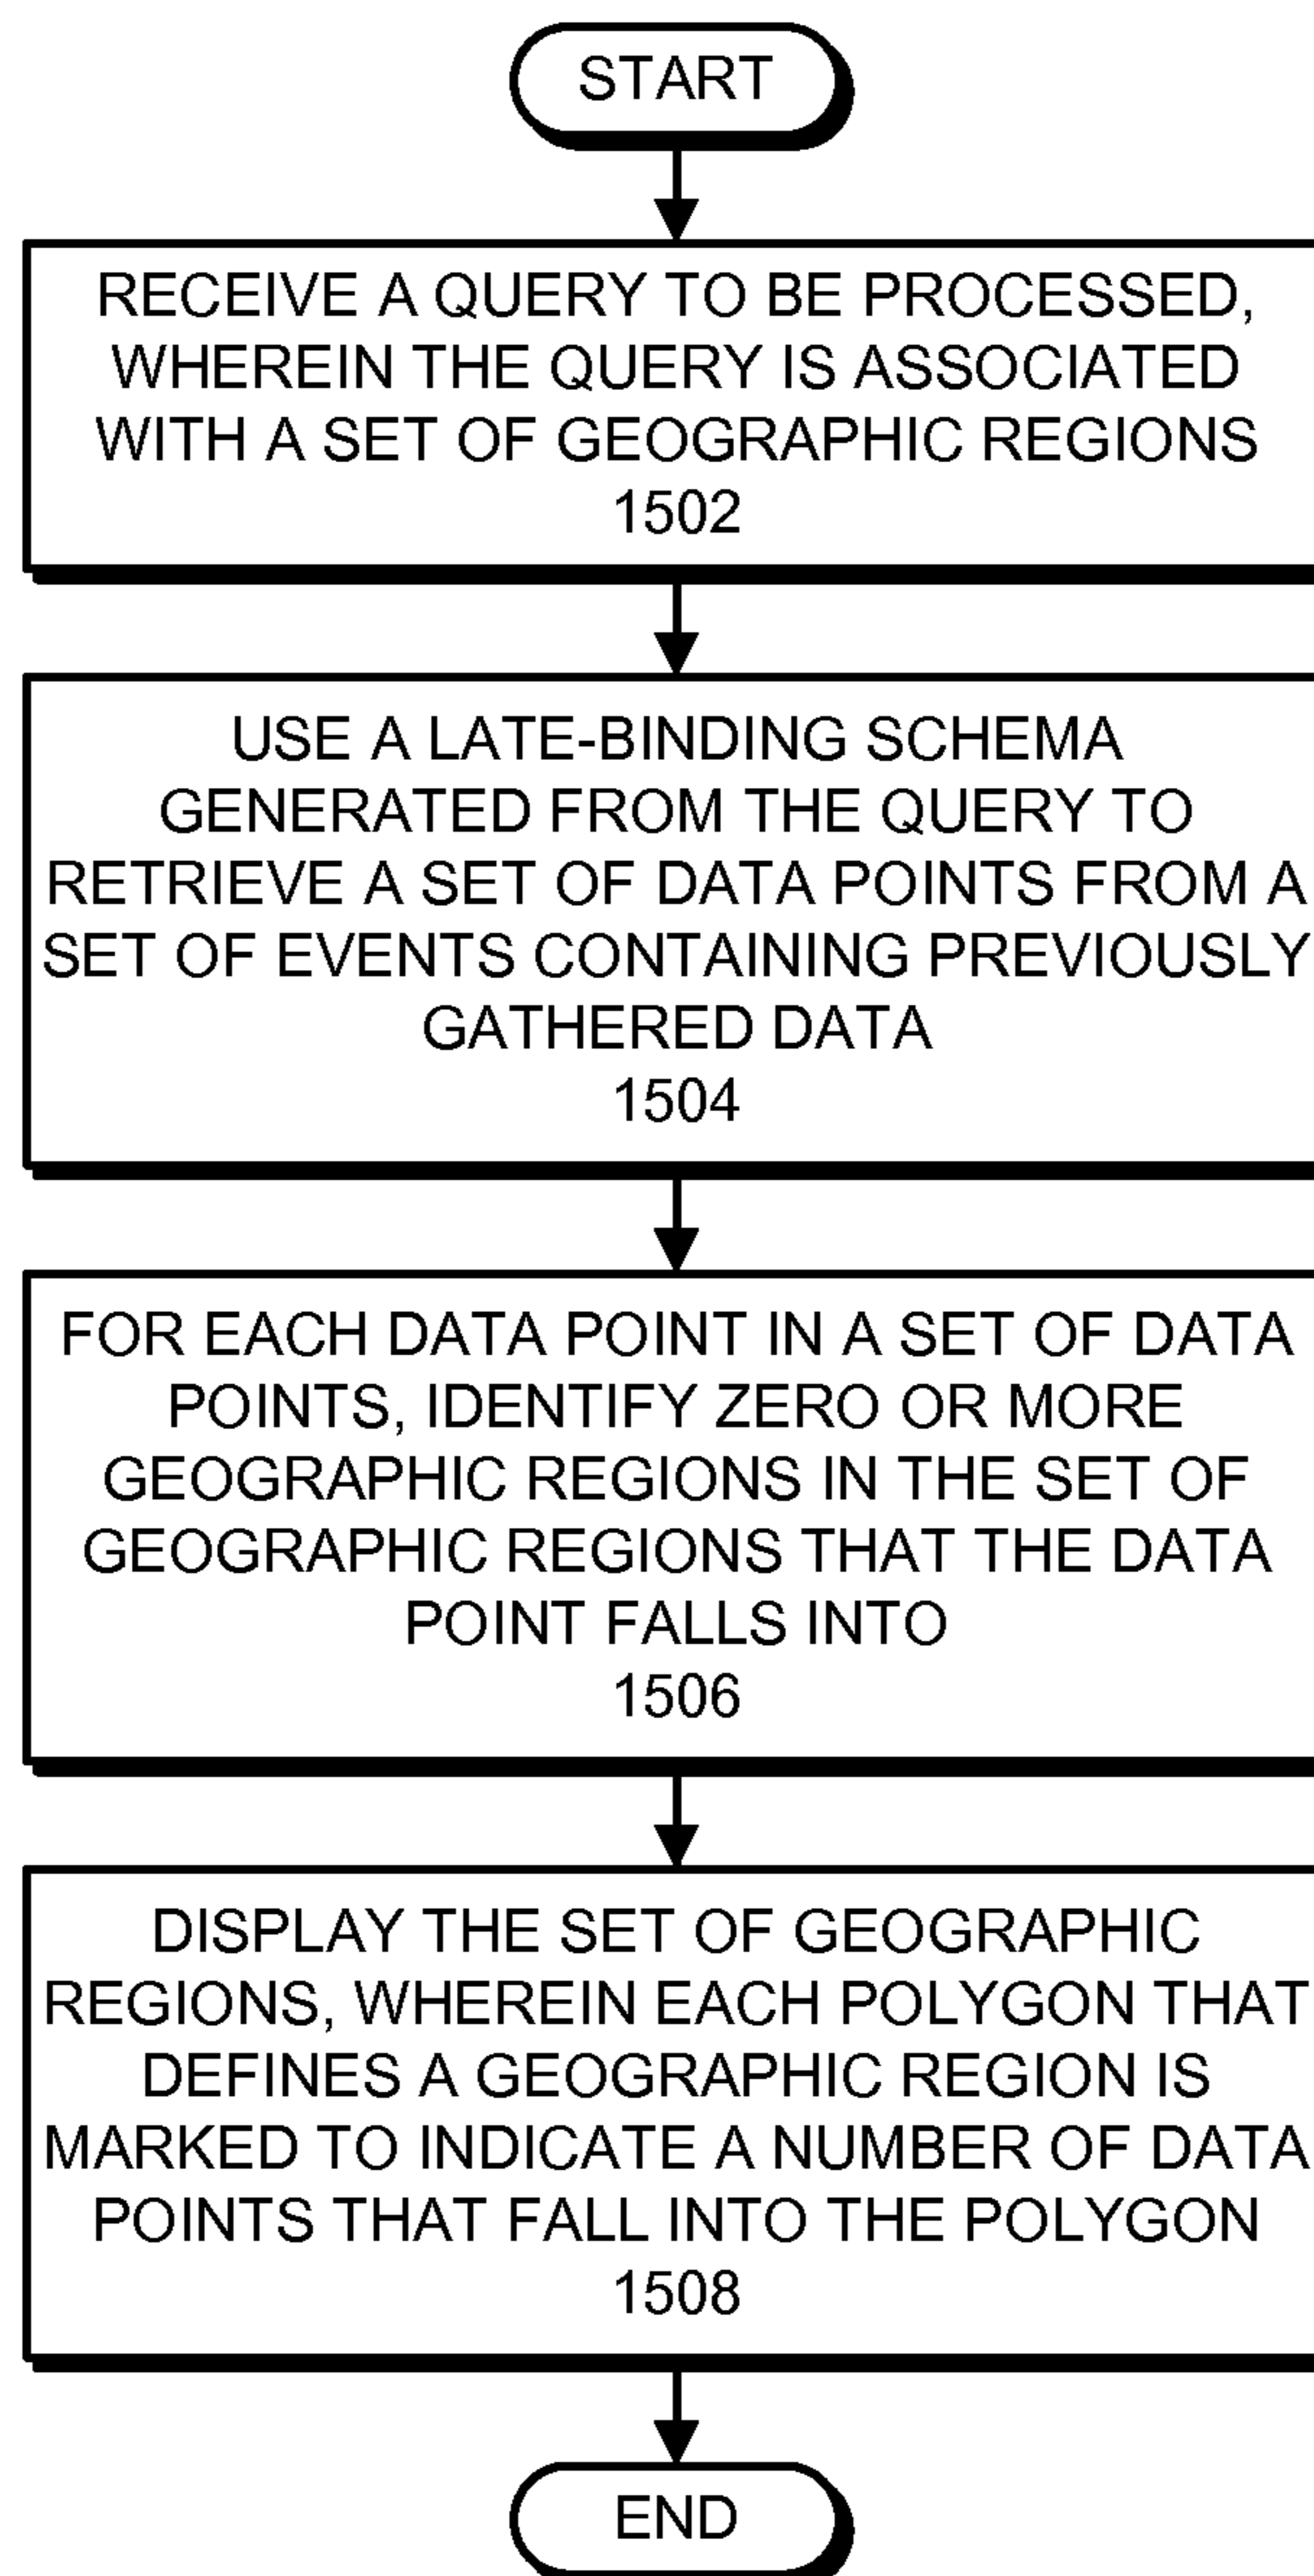 START
RECEIVE A QUERY TO BE PROCESSED,
WHEREIN THE QUERY IS ASSOCIATED
WITH A SET OF GEOGRAPHIC REGIONS
1502
USE A LATE-BINDING SCHEMA
GENERATED FROM THE QUERY TO
RETRIEVE A SET OF DATA POINTS FROM A
SET OF EVENTS CONTAINING PREVIOUSLY
GATHERED DATA
1504
FOR EACH DATA POINT IN A SET OF DATA
POINTS, IDENTIFY ZERO OR MORE
GEOGRAPHIC REGIONS IN THE SET OF
GEOGRAPHIC REGIONS THAT THE DATA
POINT FALLS INTO
1506
DISPLAY THE SET OF GEOGRAPHIC
REGIONS, WHEREIN EACH POLYGON THAT
DEFINES A GEOGRAPHIC REGION IS
MARKED TO INDICATE A NUMBER OF DATA
POINTS THAT FALL INTO THE POLYGON
1508
END